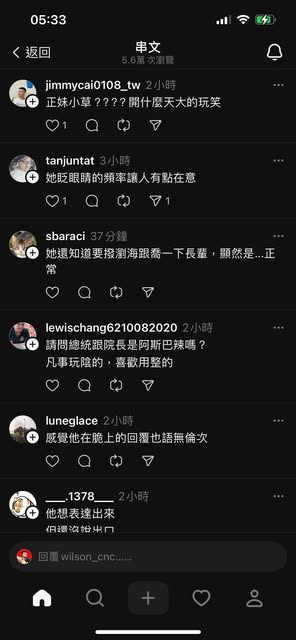 05:33
返回
串文
5.6萬次瀏覽
jimmycai0108_tw 2小時
正妹小草????開什麼天大的玩笑
1
tanjuntat 3小時
她眨眼睛的頻率讓人有點在意
1 1
sbaraci 37分鐘
她還知道要撥瀏海跟喬一下長輩，顯然是...正
常
lewischang6210082020 2小時
請問總統跟院長是阿斯巴辣嗎？
凡事玩陰的，喜歡用整的
luneglace 2小時
感覺他在脆上的回覆也語無倫次
____.1378____ 2小時
他想表達出來
但還沒說出口
回覆 wilson_cnc......